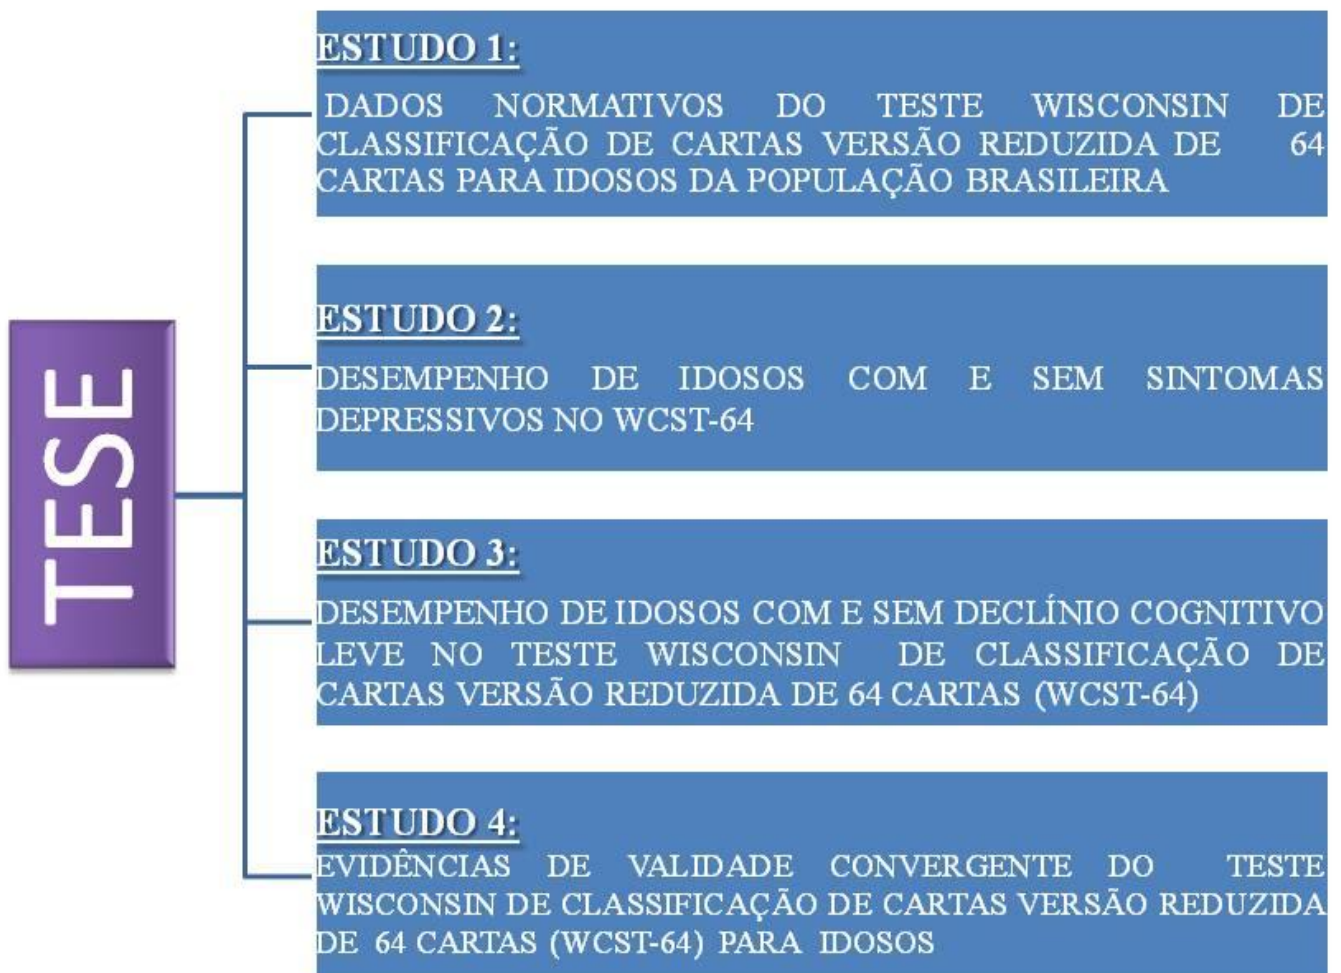 TESE
ESTUDO 1:
DADOS NORMATIVOS DO TESTE WISCONSIN DE
CLASSIFICAÇÃO DE CARTAS VERSÃO REDUZIDA DE 64
CARTAS PARA IDOSOS DA POPULAÇÃO BRASILEIRA
ESTUDO 2:
DESEMPENHO DE IDOSOS COM E SEM SINTOMAS
DEPRESSIVOS NO WCST-64
ESTUDO 3:
DESEMPENHO DE IDOSOS COM E SEM DECLÍNIO COGNITIVO
LEVE NO TESTE WISCONSIN DE CLASSIFICAÇÃO DE
CARTAS VERSÃO REDUZIDA DE 64 CARTAS (WCST-64)
ESTUDO 4:
EVIDÊNCIAS DE VALIDADE CONVERGENTE DO TESTE
WISCONSIN DE CLASSIFICAÇÃO DE CARTAS VERSÃO REDUZIDA
DE 64 CARTAS (WCST-64) PARA IDOSOS